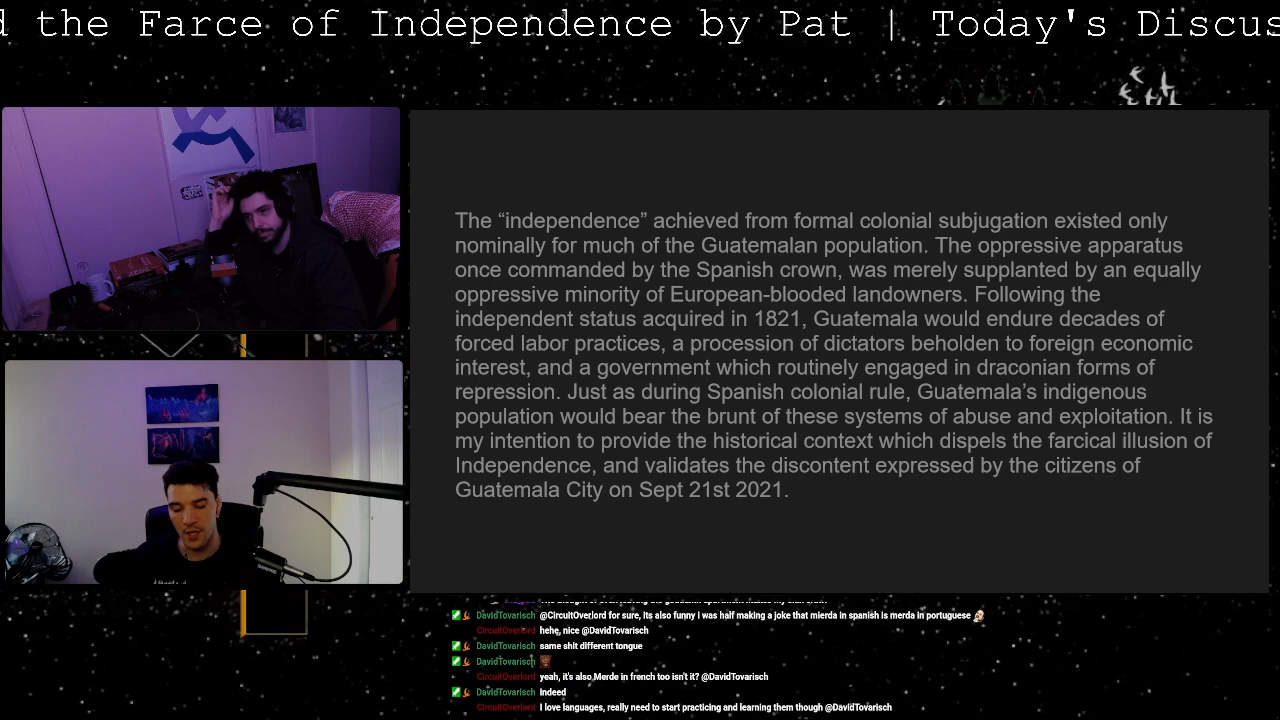 d the Farce of Independence by Pat | Today's Discus
The “independence” achieved from formal colonial subjugation existed only
nominally for much of the Guatemalan population. The oppressive apparatus
once commanded by the Spanish crown, was merely supplanted by an equally
oppressive minority of European-blooded landowners. Following the
independent status acquired in 1821, Guatemala would endure decades of
forced labor practices, a procession of dictators beholden to foreign economic
interest, and a government which routinely engaged in draconian forms of
repression. Just as during Spanish colonial rule, Guatemala’s indigenous
population would bear the brunt of these systems of abuse and exploitation. It is
my intention to provide the historical context which dispels the farcical illusion of
Independence, and validates the discontent expressed by the citizens of
Guatemala City on Sept 21st 2021.
DavidTovarisch @CircuitOverlord for sure, its also funny i was half making a joke that mierda in spanish is merda in portuguese
CircuitOverlord hehe, nice @DavidTovarisch
DavidTovarisch same shit different tongue
DavidTovarisch
CircuitOverlord yeah, it's also Merde in french too isn't it? @DavidTovarisch
DavidTovarisch Indeed
CircuitOverlord I love languages, really need to start practicing and learning them though @DavidTovarisch